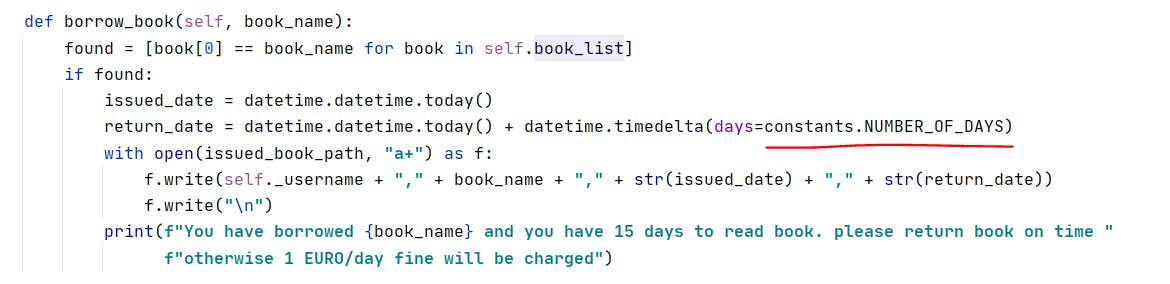 def borrow_book(self, book_name):
    found = [book[0] == book_name for book in self.book_list]
    if found:
        issued_date = datetime.datetime.today()
        return_date = datetime.datetime.today() + datetime.timedelta(days=constants.NUMBER_OF_DAYS)
        with open(issued_book_path, "a+") as f:
            f.write(self._username + "," + book_name + "," + str(issued_date) + "," + str(return_date))
            f.write("\n")
        print(f"You have borrowed {book_name} and you have 15 days to read book. please return book on time "
              f"otherwise 1 EURO/day fine will be charged")